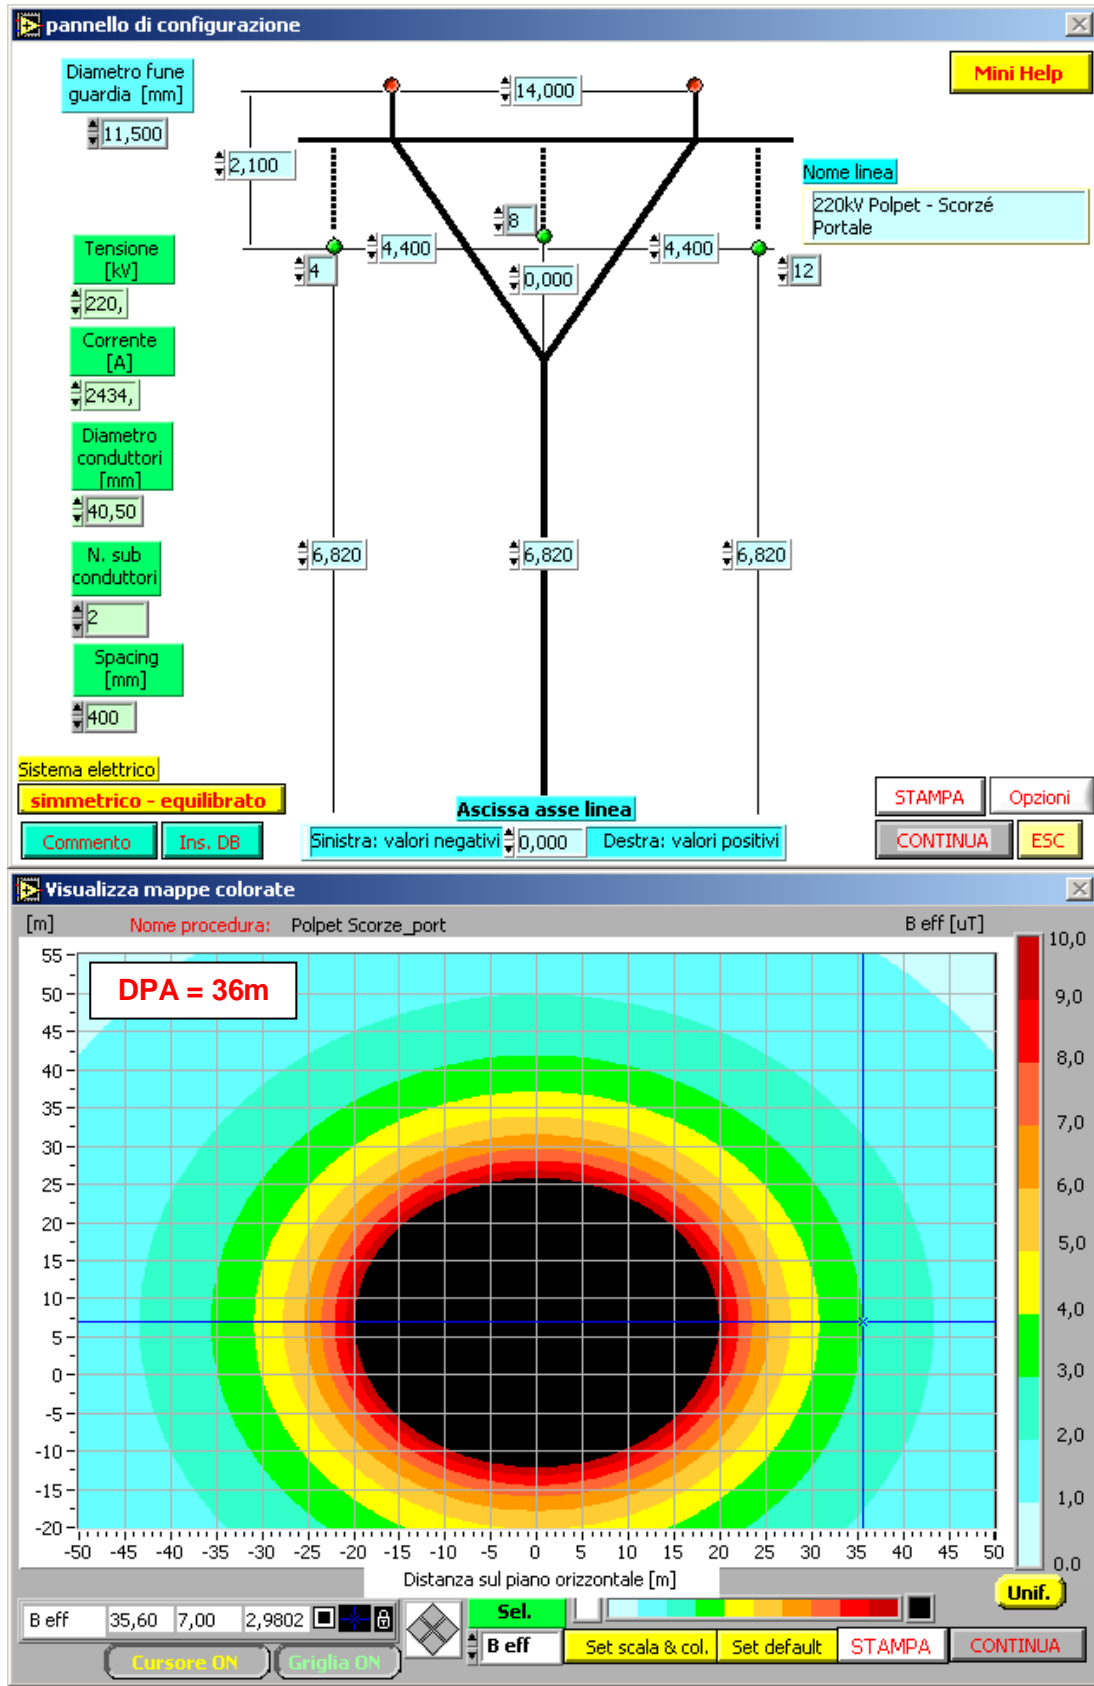 pannello di configurazione
Diametro fune
guardia [mm]
11,500
14,000
Mini Help
2,100
Nome linea
220kV Polpet - Scorzé
Portale
8
4,400
4,400
4
0,000
12
Tensione
[kV]
220,
Corrente
[A]
2434,
Diametro
conduttori
[mm]
40,50
N. sub
conduttori
2
6,820
6,820
6,820
Spacing
[mm]
400
Sistema elettrico
simmetrico - equilibrato
Commento
Ins. DB
Ascissa asse linea
Sinistra: valori negativi
0,000
Destra: valori positivi
STAMPA
Opzioni
CONTINUA
ESC
Visualizza mappe colorate
[m]
Nome procedura: Polpet Scorze_port
B eff [uT]
DPA = 36m
55
50
45
40
35
30
25
20
15
10
5
0
-5
-10
-15
-20
10,0
9,0
8,0
7,0
6,0
5,0
4,0
3,0
2,0
1,0
0.0
-50 -45 -40 -35 -30 -25 -20 -15 -10 -5 0 5 10 15 20 25 30 35 40 45 50
Distanza sul piano orizzontale [m]
Unif.
B eff 35,60 7,00 2,9802
Sel.
B eff
Set scala & col.
Set default
STAMPA
CONTINUA
Cursore ON
Griglia ON